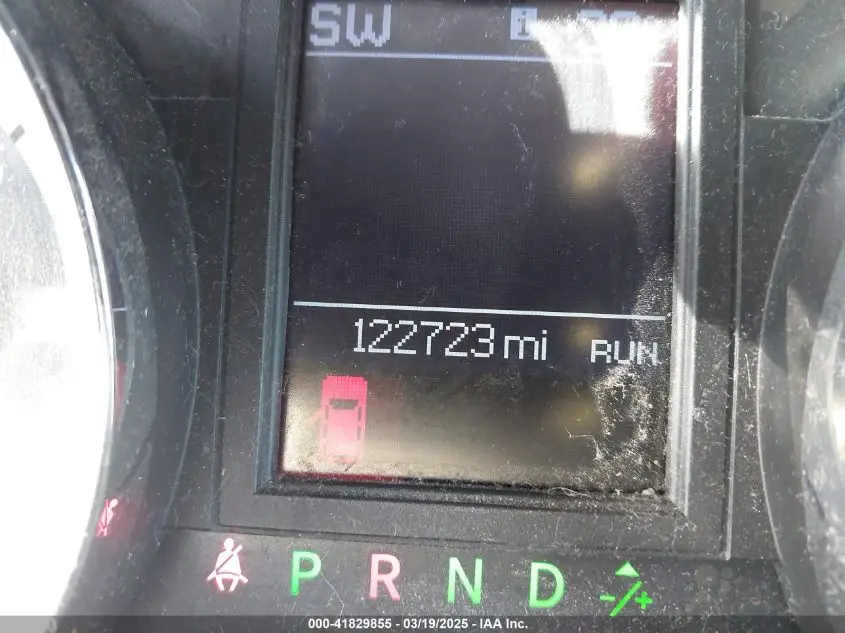 SW
122723 mi RUN
P R N D -/+
000-41829855 - 03/19/2025 - IAA Inc.